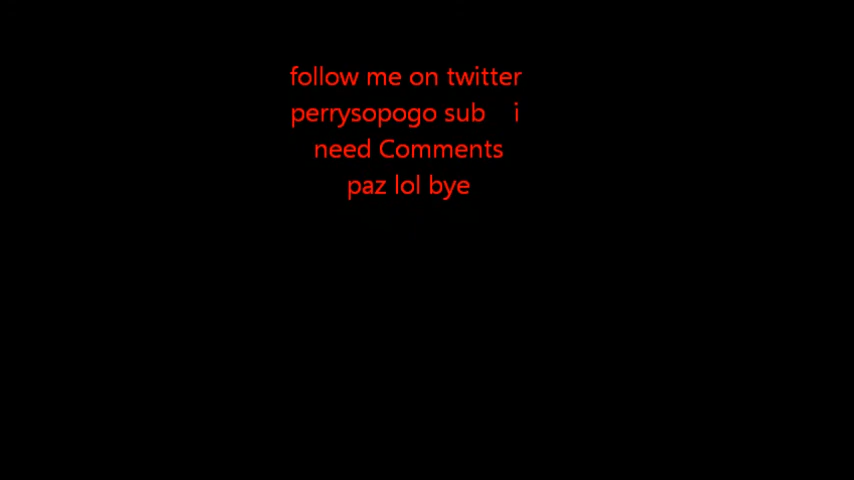 follow me on twitter
perrysopogo sub i
need Comments
paz lol bye